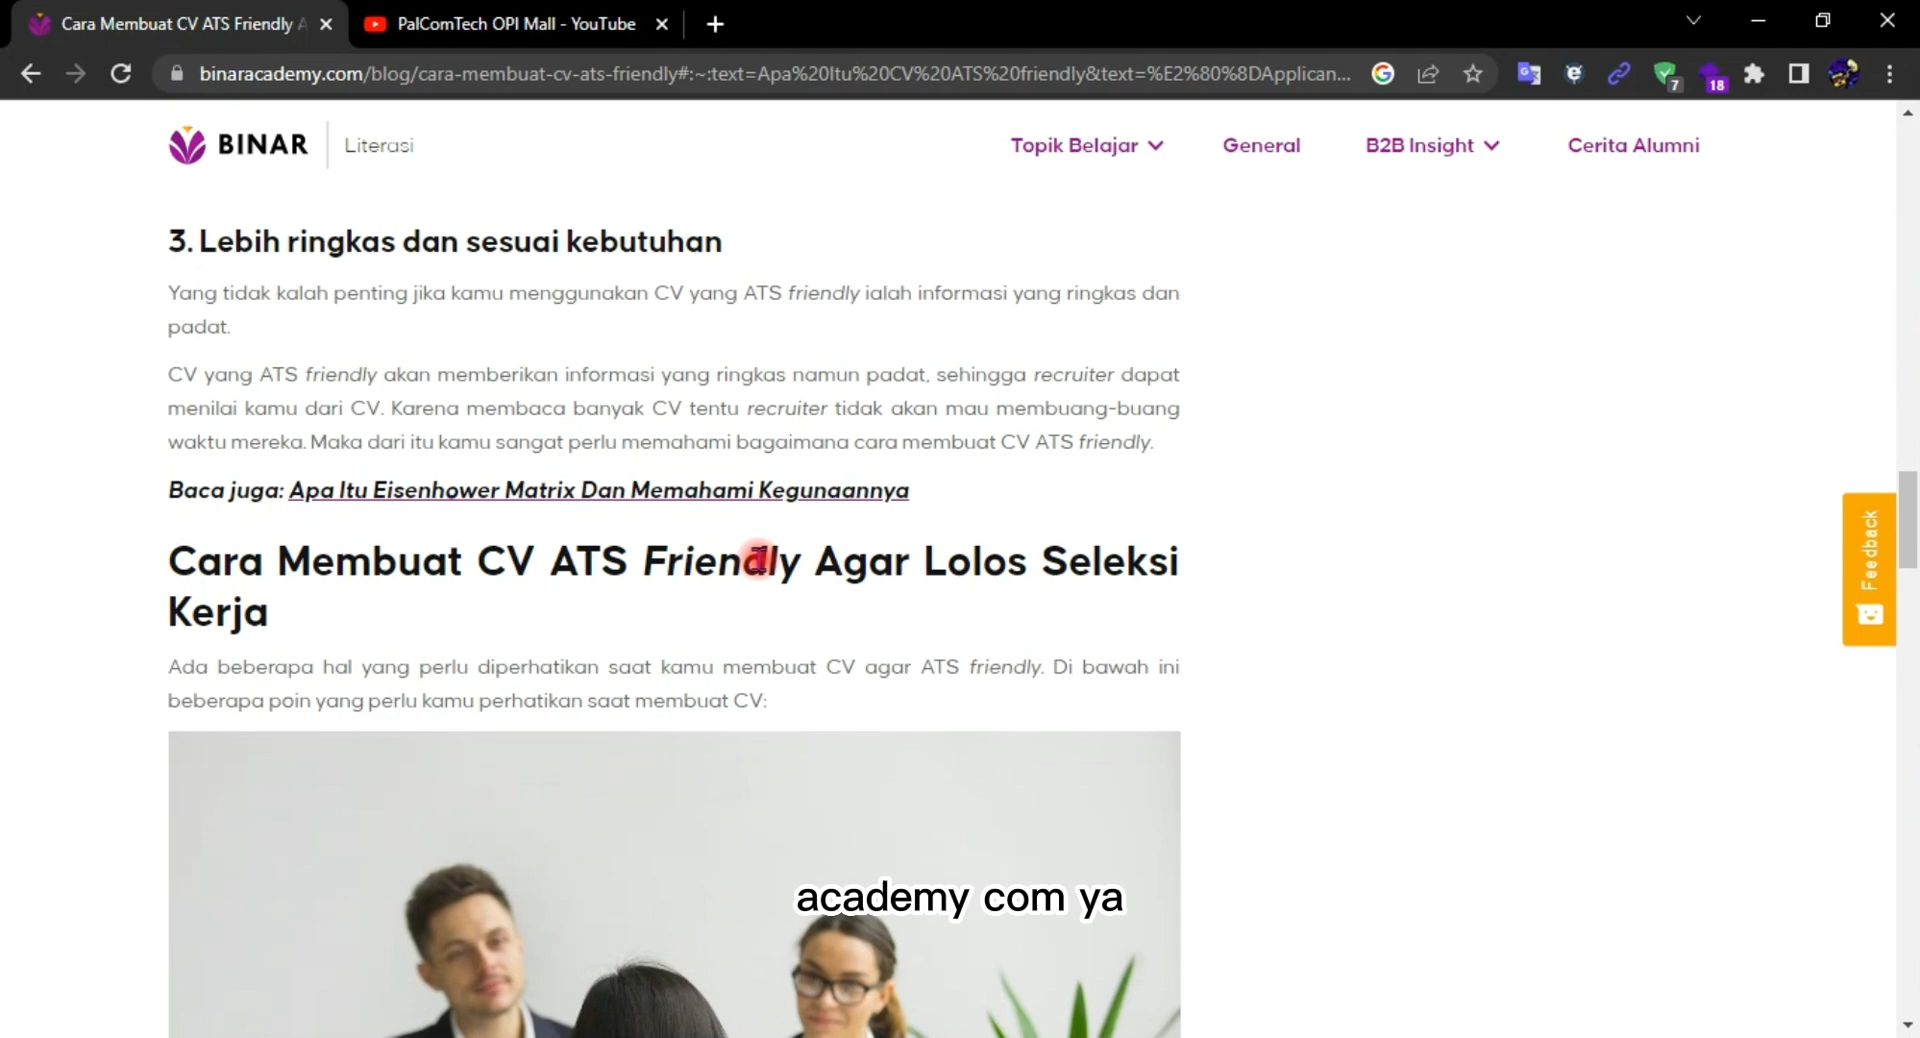 Cara Membuat CV ATS Friendly A
PalComTech OPI Mall - YouTube
binaracademy.com/blog/cara-membuat-cv-ats-friendly#:~:text=Apa%20Itu%20CV%20ATS%20friendly&text=%E2%80%8DApplican...
7
18
BINAR
Literasi
Topik Belajar
General
B2B Insight
Cerita Alumni
3. Lebih ringkas dan sesuai kebutuhan
Yang tidak kalah penting jika kamu menggunakan CV yang ATS friendly ialah informasi yang ringkas dan
padat.
CV yang ATS friendly akan memberikan informasi yang ringkas namun padat, sehingga recruiter dapat
menilai kamu dari CV. Karena membaca banyak CV tentu recruiter tidak akan mau membuang-buang
waktu mereka. Maka dari itu kamu sangat perlu memahami bagaimana cara membuat CV ATS friendly.
Baca juga: Apa Itu Eisenhower Matrix Dan Memahami Kegunaannya
Cara Membuat CV ATS Friendly Agar Lolos Seleksi
Kerja
Ada beberapa hal yang perlu diperhatikan saat kamu membuat CV agar ATS friendly. Di bawah ini
beberapa poin yang perlu kamu perhatikan saat membuat CV:
Feedback
academy com ya